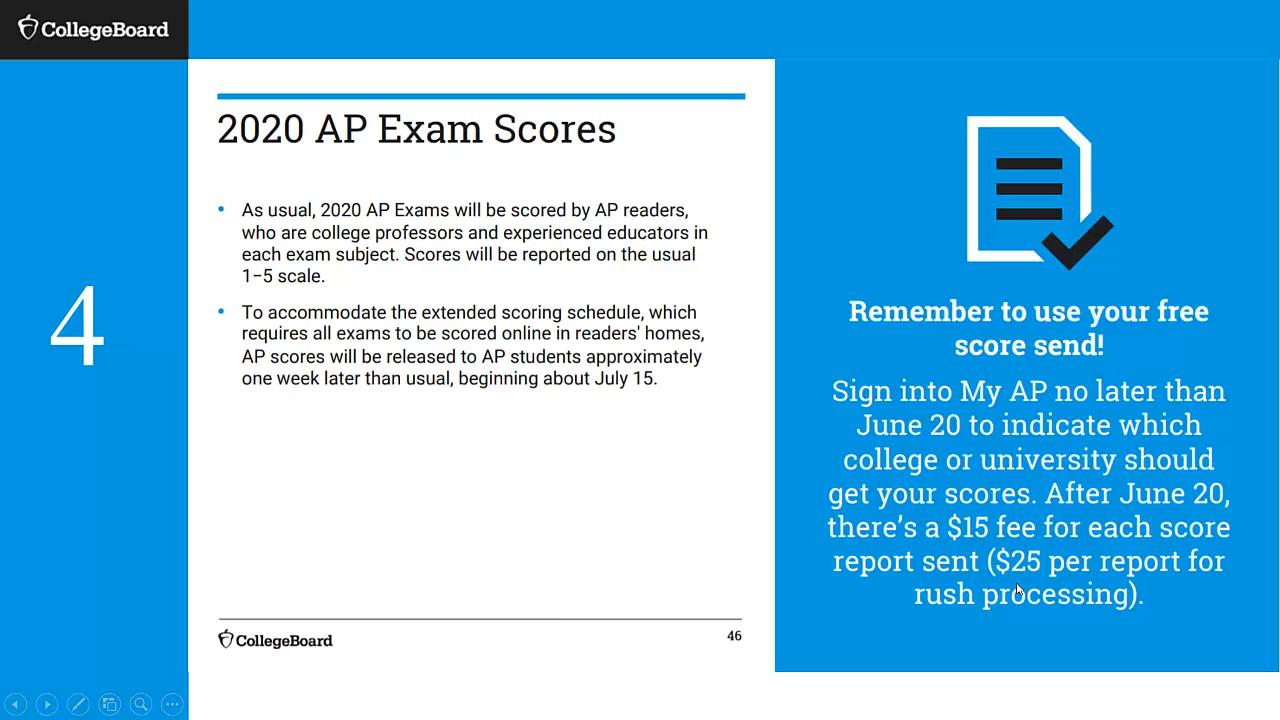 CollegeBoard
4
2020 AP Exam Scores
• As usual, 2020 AP Exams will be scored by AP readers,
who are college professors and experienced educators in
each exam subject. Scores will be reported on the usual
1–5 scale.
• To accommodate the extended scoring schedule, which
requires all exams to be scored online in readers' homes,
AP scores will be released to AP students approximately
one week later than usual, beginning about July 15.
CollegeBoard
46
Remember to use your free
score send!
Sign into My AP no later than
June 20 to indicate which
college or university should
get your scores. After June 20,
there’s a $15 fee for each score
report sent ($25 per report for
rush processing).